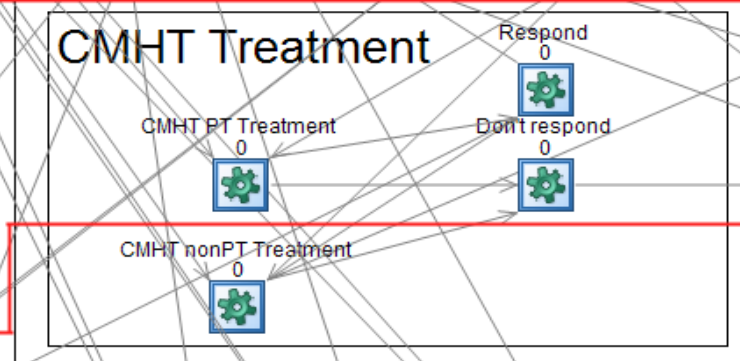 CMHT Treatment
Respond
0
CMHT PT Treatment
0
Don't respond
0
CMHT nonPT Treatment
0